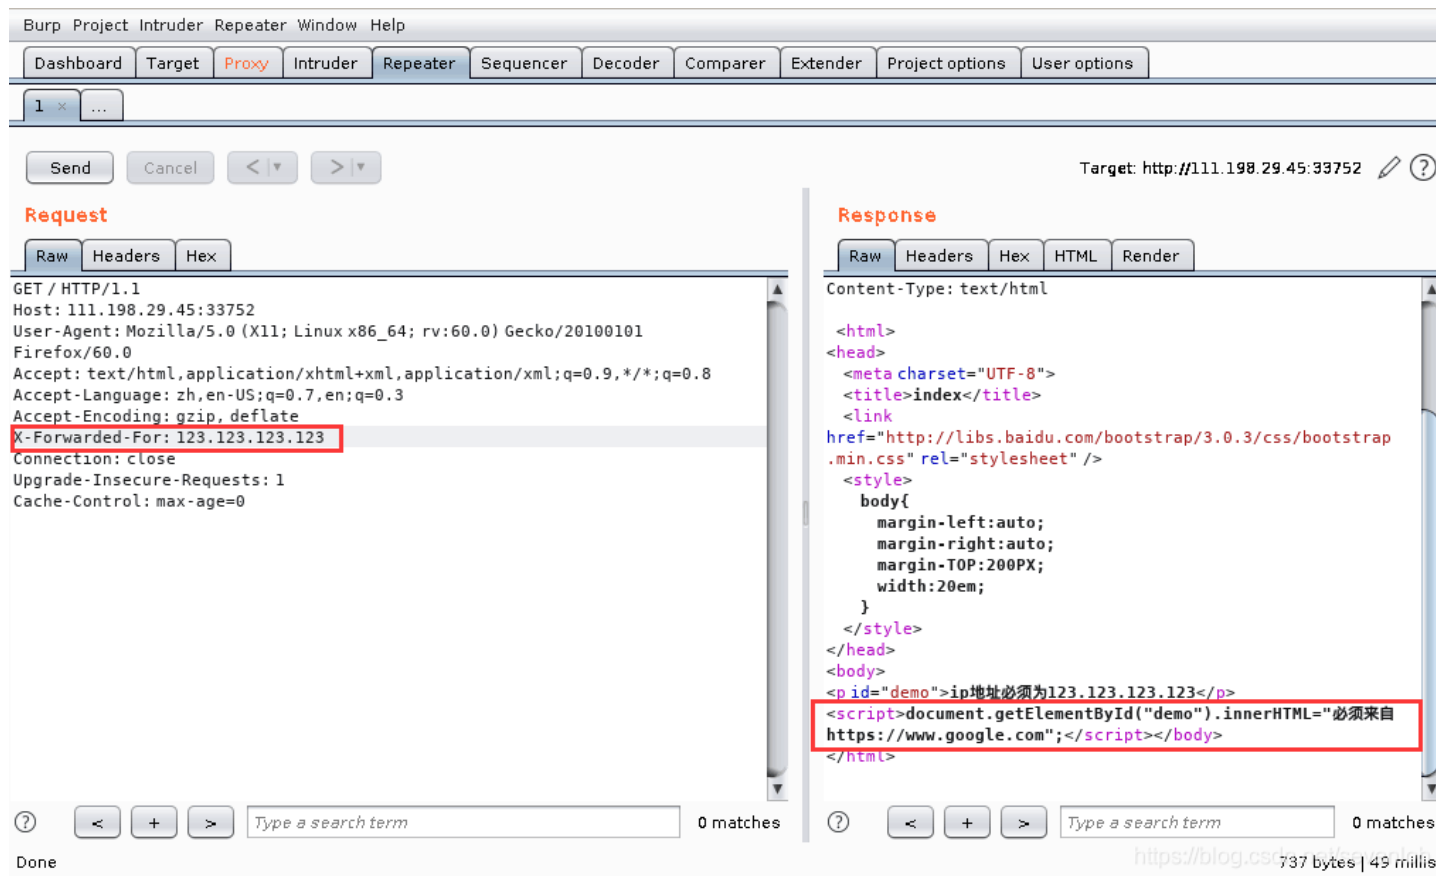 Burp Project Intruder Repeater Window Help
Dashboard Target Proxy Intruder Repeater Sequencer Decoder Comparer Extender Project options User options
1 × ...
Send Cancel < ▼ > ▼ Target: http://111.198.29.45:33752 ?
Request
Raw Headers Hex
GET / HTTP/1.1
Host: 111.198.29.45:33752
User-Agent: Mozilla/5.0 (X11; Linux x86_64; rv:60.0) Gecko/20100101
Firefox/60.0
Accept: text/html,application/xhtml+xml,application/xml;q=0.9,*/*;q=0.8
Accept-Language: zh,en-US;q=0.7,en;q=0.3
Accept-Encoding: gzip, deflate
X-Forwarded-For: 123.123.123.123
Connection: close
Upgrade-Insecure-Requests: 1
Cache-Control: max-age=0
? < + > Type a search term 0 matches
Response
Raw Headers Hex HTML Render
Content-Type: text/html
<html>
<head>
<meta charset="UTF-8">
<title>index</title>
<link
href="http://libs.baidu.com/bootstrap/3.0.3/css/bootstrap
.min.css" rel="stylesheet" />
<style>
body{
margin-left:auto;
margin-right:auto;
margin-TOP:200PX;
width:20em;
}
</style>
</head>
<body>
<p id="demo">ip地址必须为123.123.123.123</p>
<script>document.getElementById("demo").innerHTML="必须来自
https://www.google.com";</script></body>
</html>
? < + > Type a search term 0 matches
Done 737 bytes | 49 millis